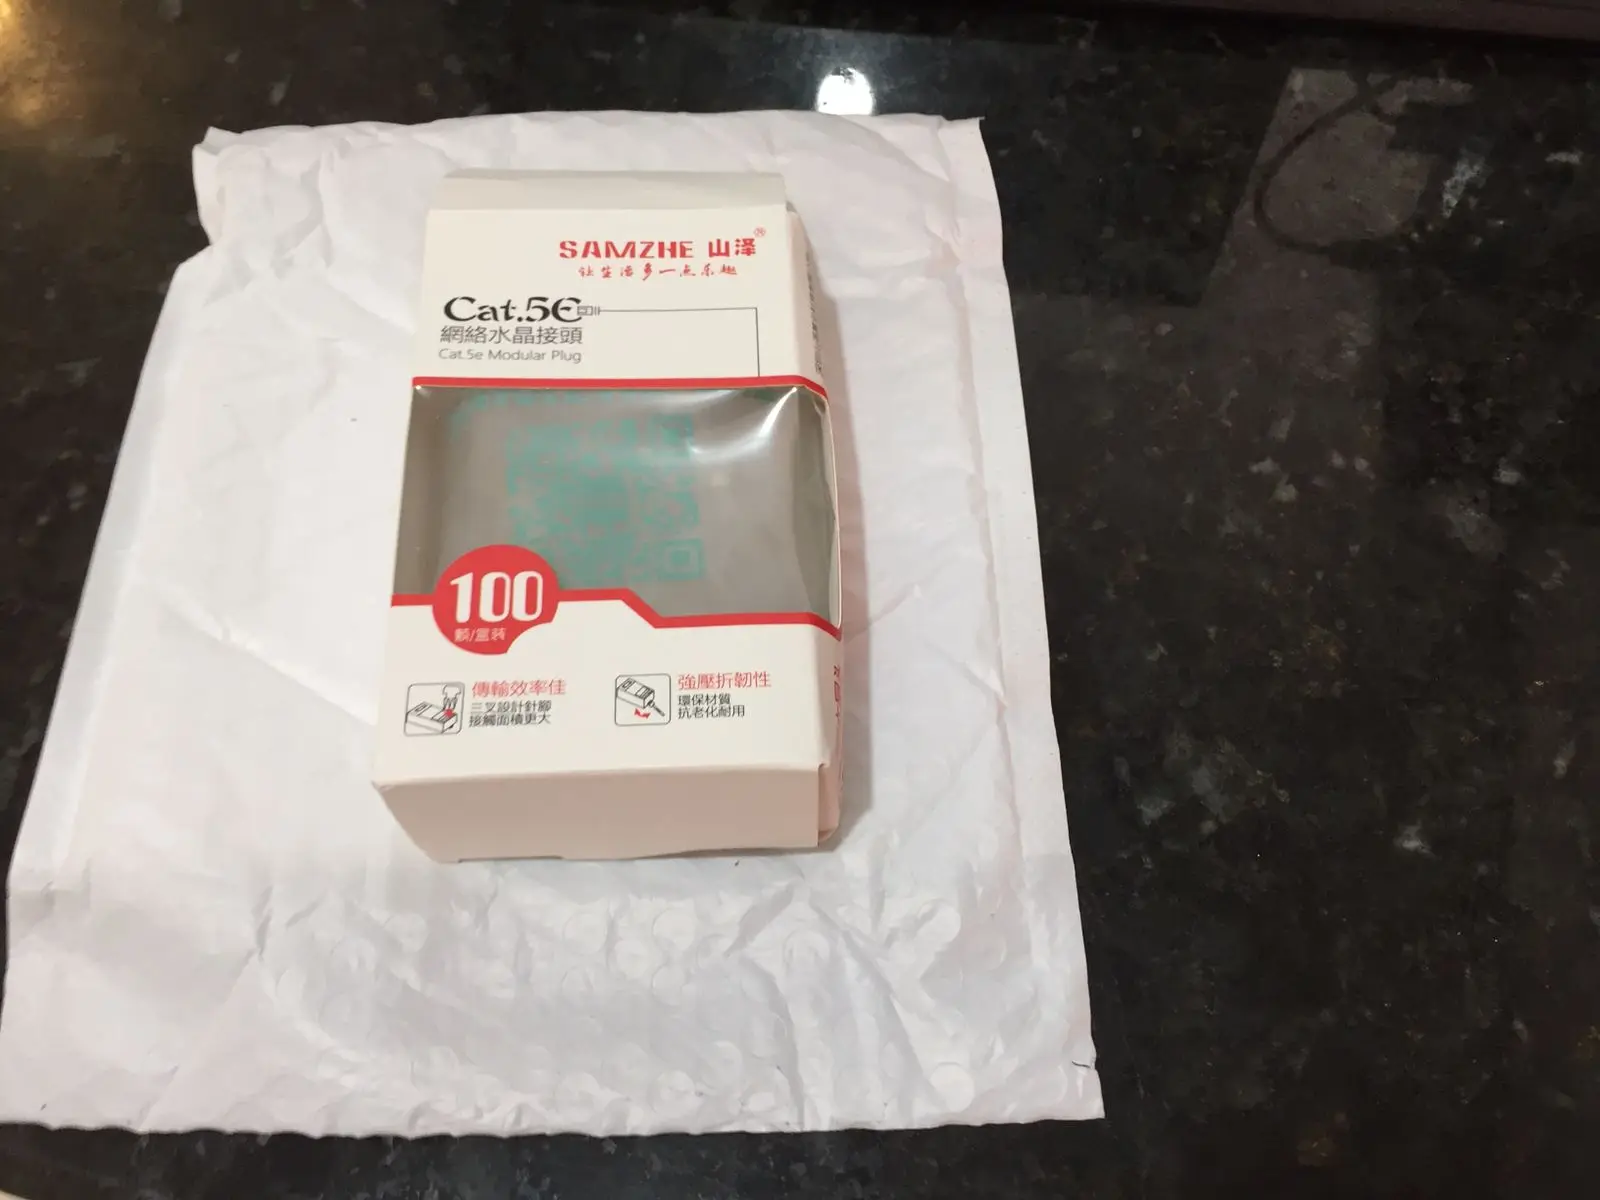 SAMZHE 山泽®
让生活多一点乐趣
Cat.5e
網絡水晶接頭
Cat.5e Modular Plug
100
颗/盒装
傳輸效率佳
三叉設計針腳
接觸面積更大
強壓折韌性
環保材質
抗老化耐用